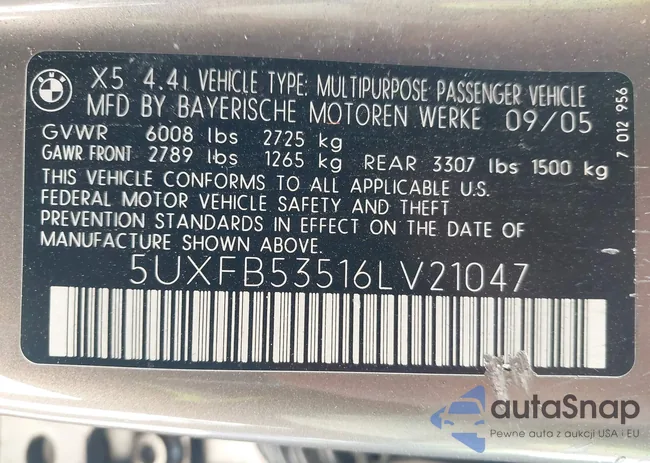 BMW
X5 4.4i VEHICLE TYPE: MULTIPURPOSE PASSENGER VEHICLE
MFD BY BAYERISCHE MOTOREN WERKE 09/05
GVWR 6008 lbs 2725 kg
GAWR FRONT 2789 lbs 1265 kg REAR 3307 lbs 1500 kg
THIS VEHICLE CONFORMS TO ALL APPLICABLE U.S.
FEDERAL MOTOR VEHICLE SAFETY AND THEFT
PREVENTION STANDARDS IN EFFECT ON THE DATE OF
MANUFACTURE SHOWN ABOVE.
5UXFB53516LV21047
7 012 956
autaSnap
Pewne auta z aukcji USA i EU